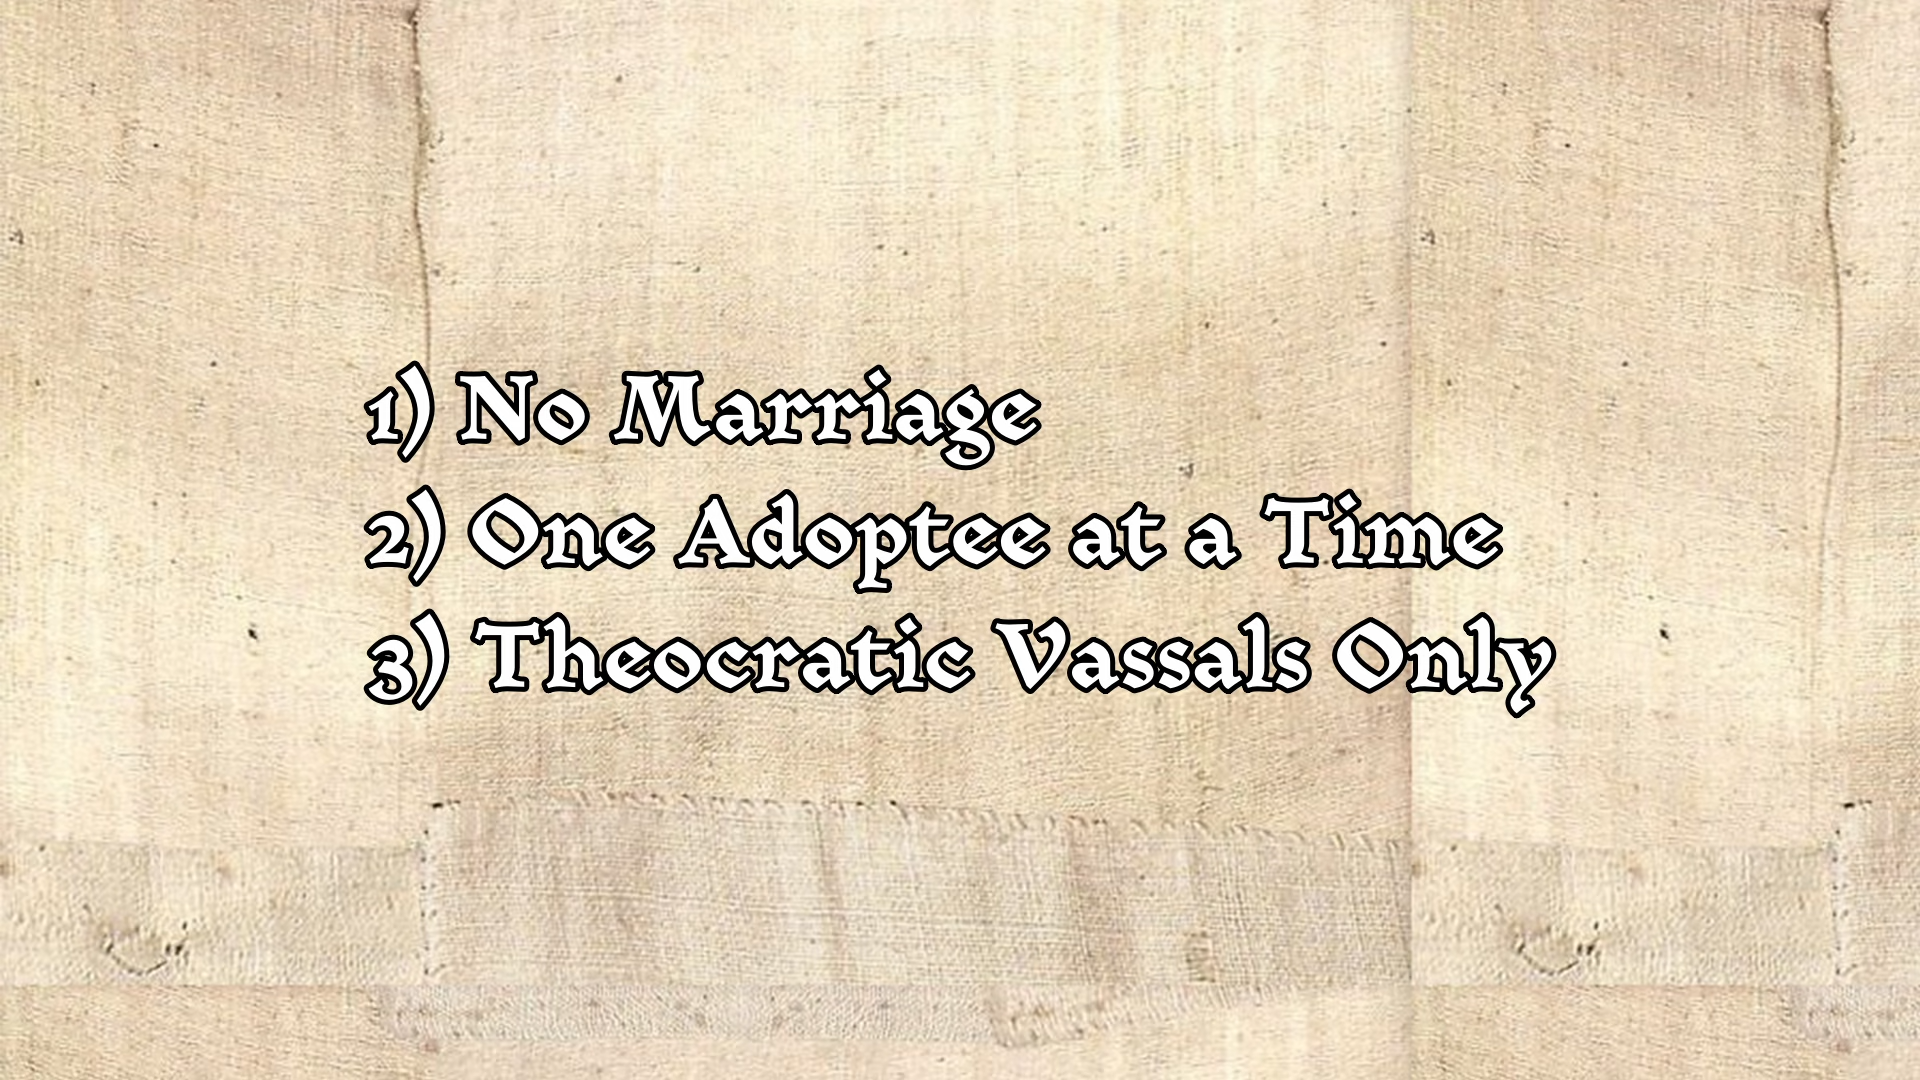 1) No Marriage
2) One Adoptee at a Time
3) Theocratic Vassals Only